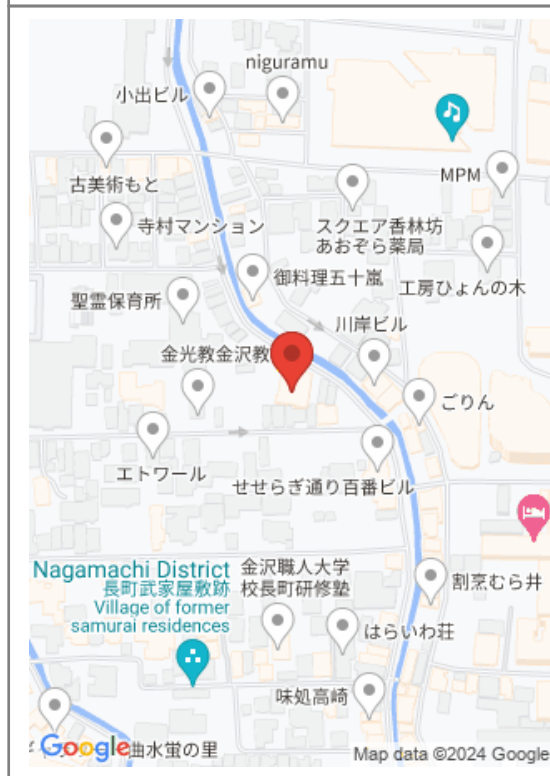 niguramu
小出ビル
MPM
古美術もと
スクエア香林坊
あおぞら薬局
寺村マンション
御料理五十嵐
工房ひょんの木
聖霊保育所
川岸ビル
金光教金沢教
ごりん
エトワール
せせらぎ通り百番ビル
Nagamachi District
長町武家屋敷跡
Village of former
samurai residences
金沢職人大学
校長町研修塾
割烹むら井
はらいわ荘
味処高崎
Google
曲水蛍の里
Map data ©2024 Google